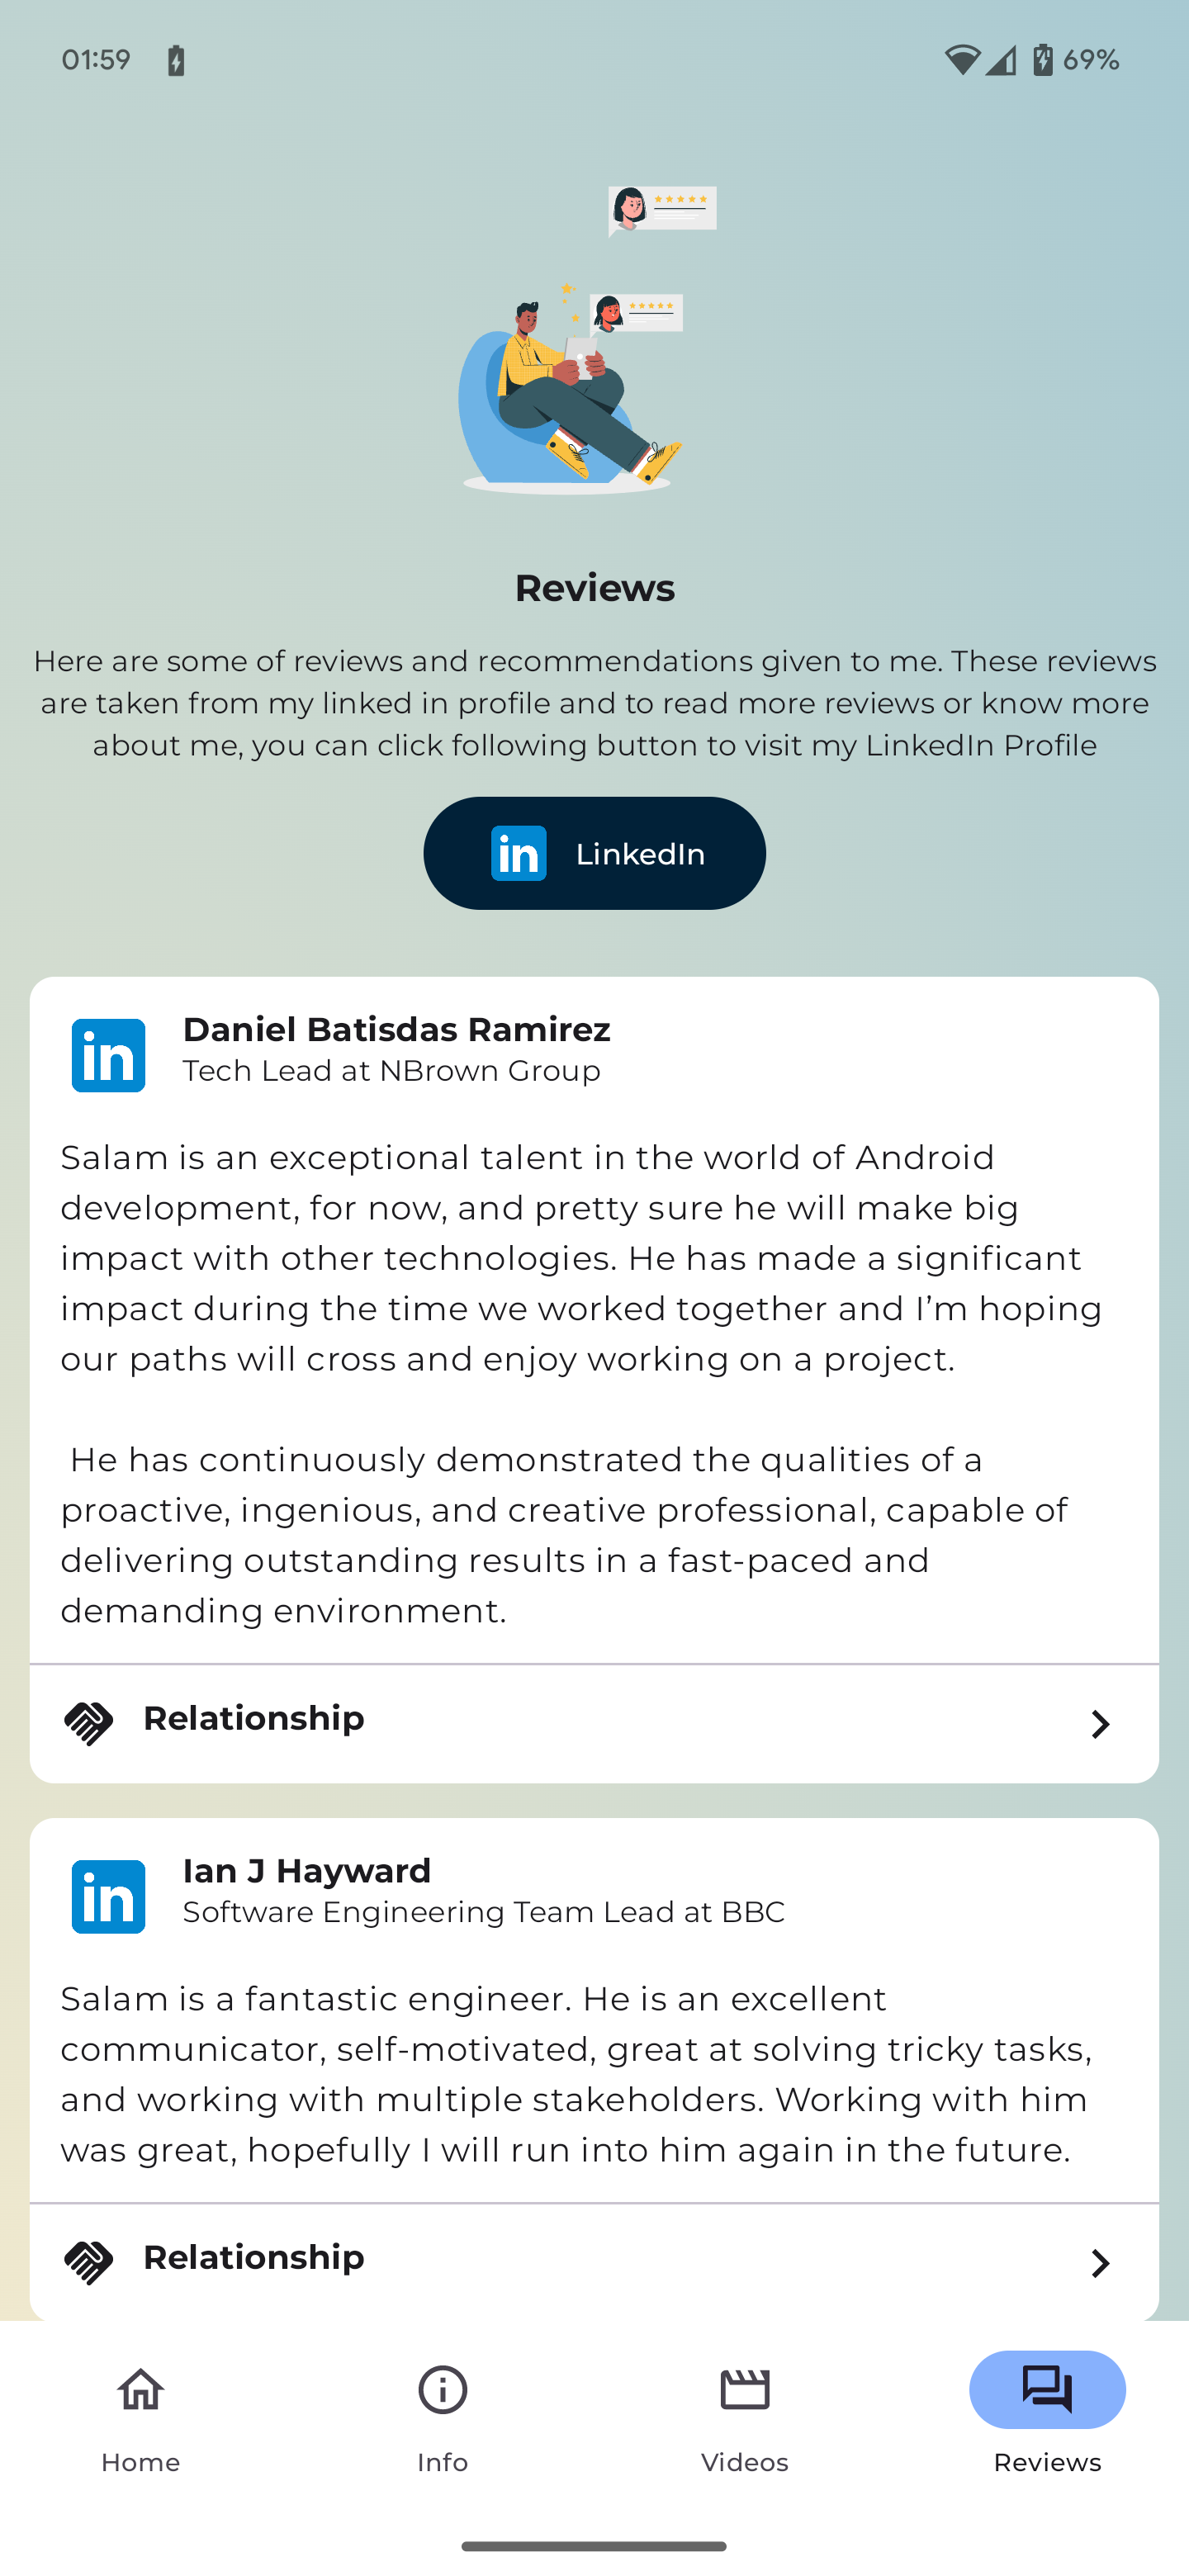 01:59
69%
Reviews
Here are some of reviews and recommendations given to me. These reviews
are taken from my linked in profile and to read more reviews or know more
about me, you can click following button to visit my LinkedIn Profile
in LinkedIn
in
Daniel Batisdas Ramirez
Tech Lead at NBrown Group
Salam is an exceptional talent in the world of Android
development, for now, and pretty sure he will make big
impact with other technologies. He has made a significant
impact during the time we worked together and I’m hoping
our paths will cross and enjoy working on a project.
He has continuously demonstrated the qualities of a
proactive, ingenious, and creative professional, capable of
delivering outstanding results in a fast-paced and
demanding environment.
Relationship
in
Ian J Hayward
Software Engineering Team Lead at BBC
Salam is a fantastic engineer. He is an excellent
communicator, self-motivated, great at solving tricky tasks,
and working with multiple stakeholders. Working with him
was great, hopefully I will run into him again in the future.
Relationship
Home
Info
Videos
Reviews